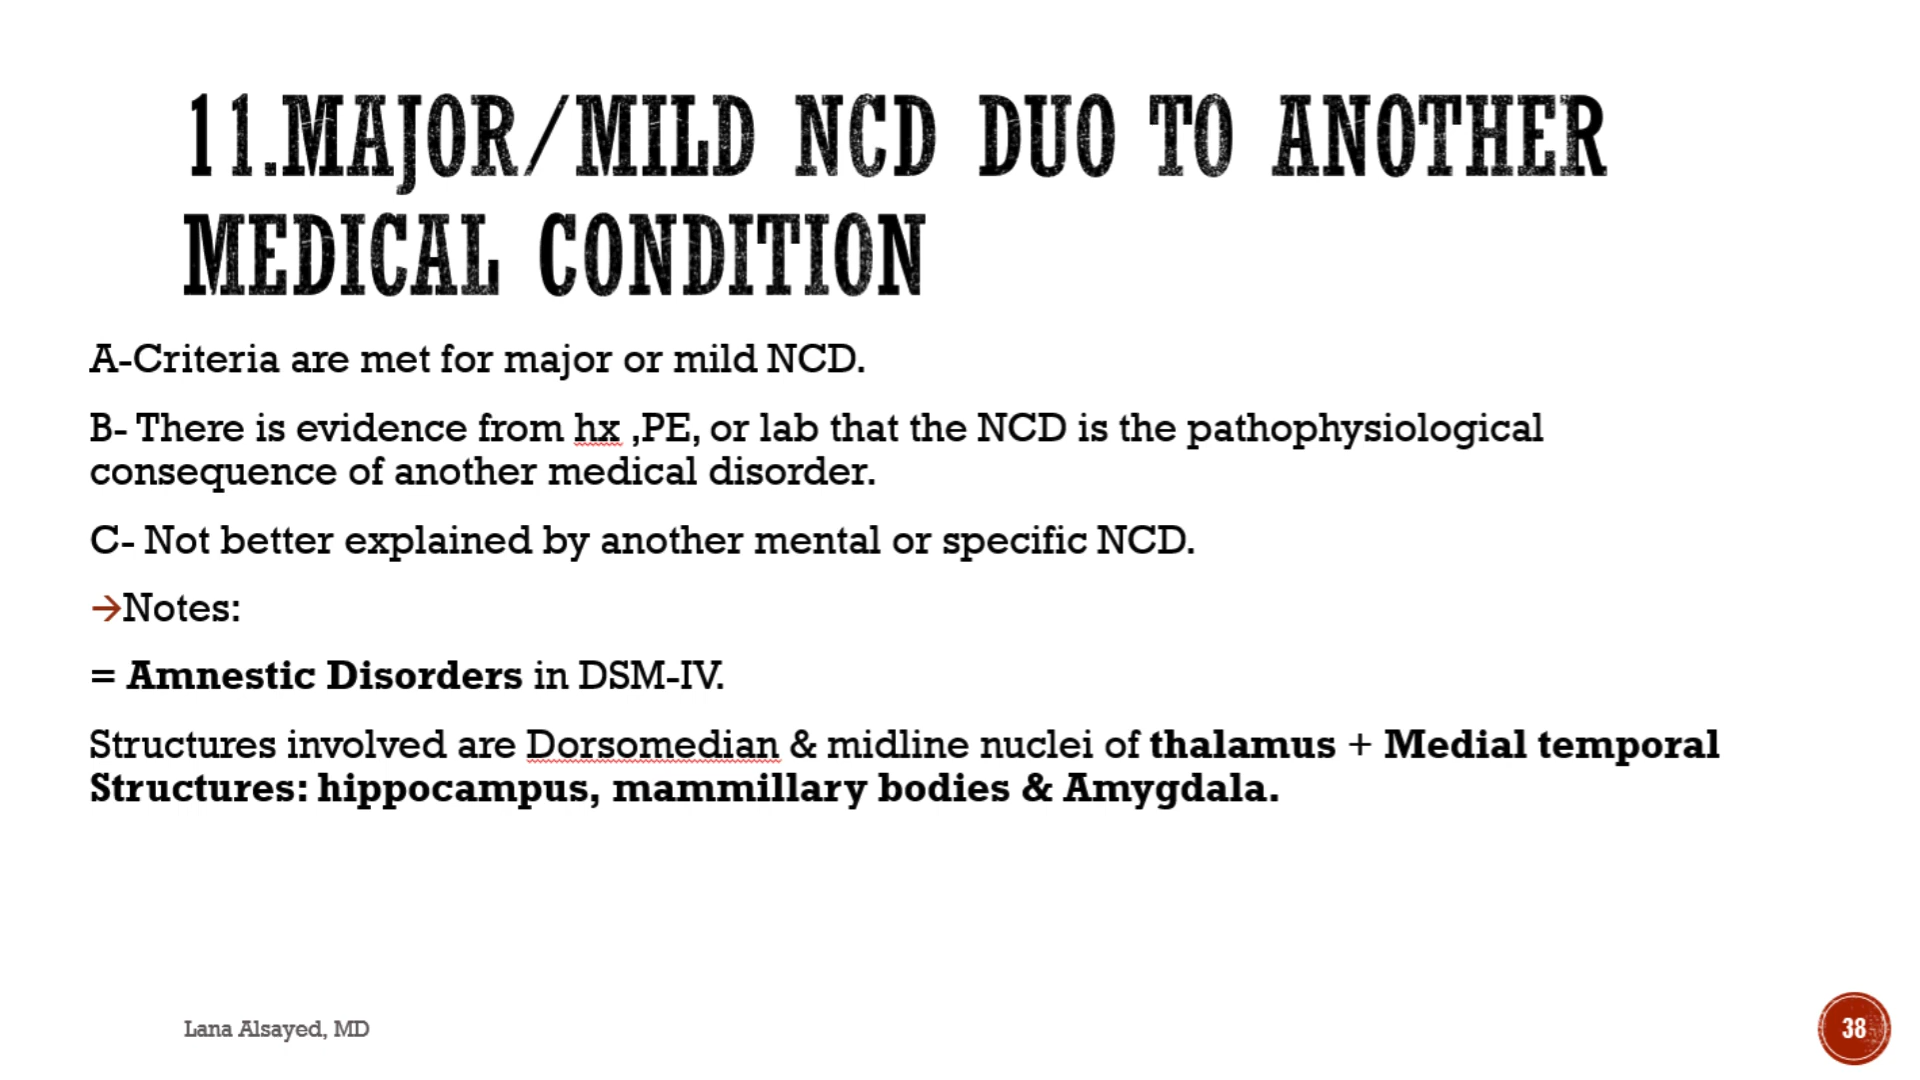 11.MAJOR/MILD NCD DUO TO ANOTHER
MEDICAL CONDITION
A-Criteria are met for major or mild NCD.
B- There is evidence from hx ,PE, or lab that the NCD is the pathophysiological
consequence of another medical disorder.
C- Not better explained by another mental or specific NCD.
→Notes:
= Amnestic Disorders in DSM-IV.
Structures involved are Dorsomedian & midline nuclei of thalamus + Medial temporal
Structures: hippocampus, mammillary bodies & Amygdala.
Lana Alsayed, MD
38